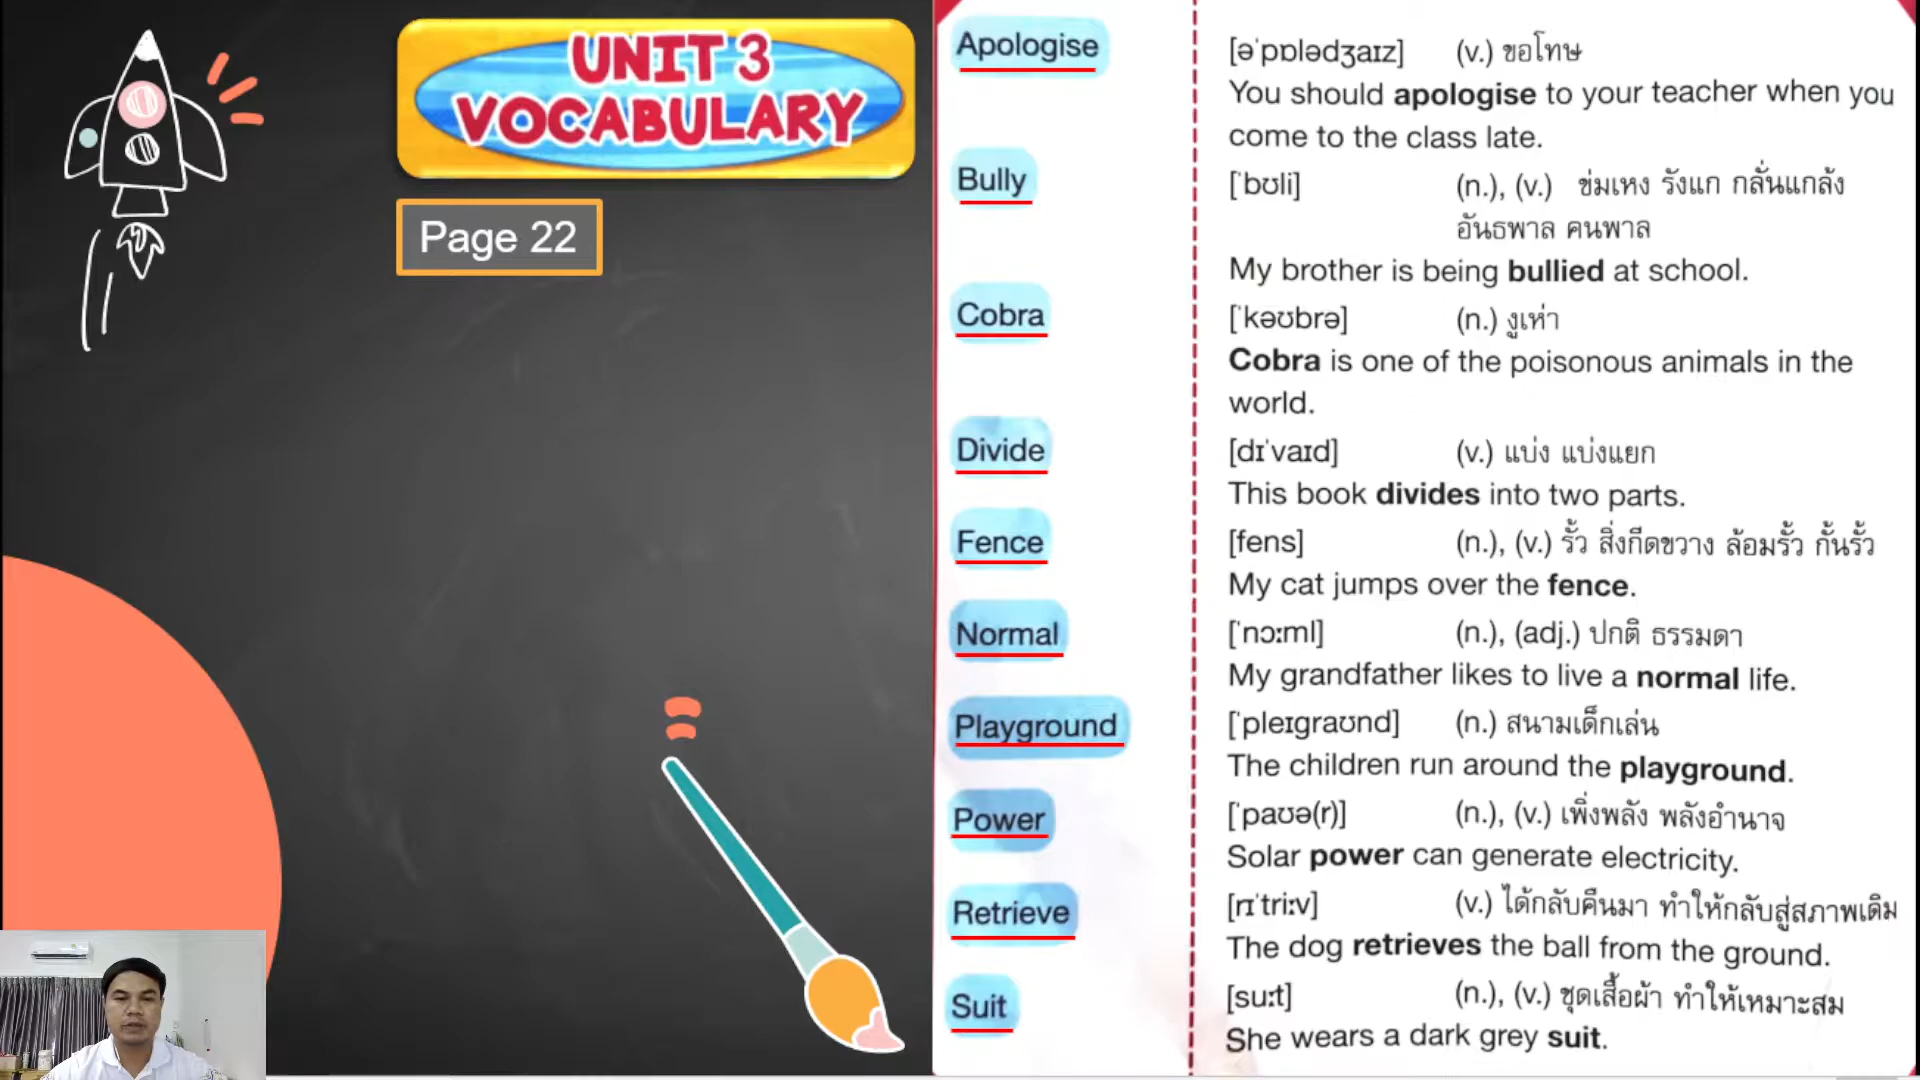 UNIT 3
VOCABULARY
Page 22
Apologise
[əˈpɒlədʒaɪz] (v.) ขอโทษ
You should apologise to your teacher when you
come to the class late.
Bully
[ˈbʊli] (n.), (v.) ข่มเหง รังแก กลั่นแกล้ง
อันธพาล คนพาล
My brother is being bullied at school.
Cobra
[ˈkəʊbrə] (n.) งูเห่า
Cobra is one of the poisonous animals in the
world.
Divide
[dɪˈvaɪd] (v.) แบ่ง แบ่งแยก
This book divides into two parts.
Fence
[fens] (n.), (v.) รั้ว สิ่งกีดขวาง ล้อมรั้ว กั้นรั้ว
My cat jumps over the fence.
Normal
[ˈnɔːml] (n.), (adj.) ปกติ ธรรมดา
My grandfather likes to live a normal life.
Playground
[ˈpleɪgraʊnd] (n.) สนามเด็กเล่น
The children run around the playground.
Power
[ˈpaʊə(r)] (n.), (v.) เพิ่งพลัง พลังอำนาจ
Solar power can generate electricity.
Retrieve
[rɪˈtriːv] (v.) ได้กลับคืนมา ทำให้กลับสู่สภาพเดิม
The dog retrieves the ball from the ground.
Suit
[suːt] (n.), (v.) ชุดเสื้อผ้า ทำให้เหมาะสม
She wears a dark grey suit.